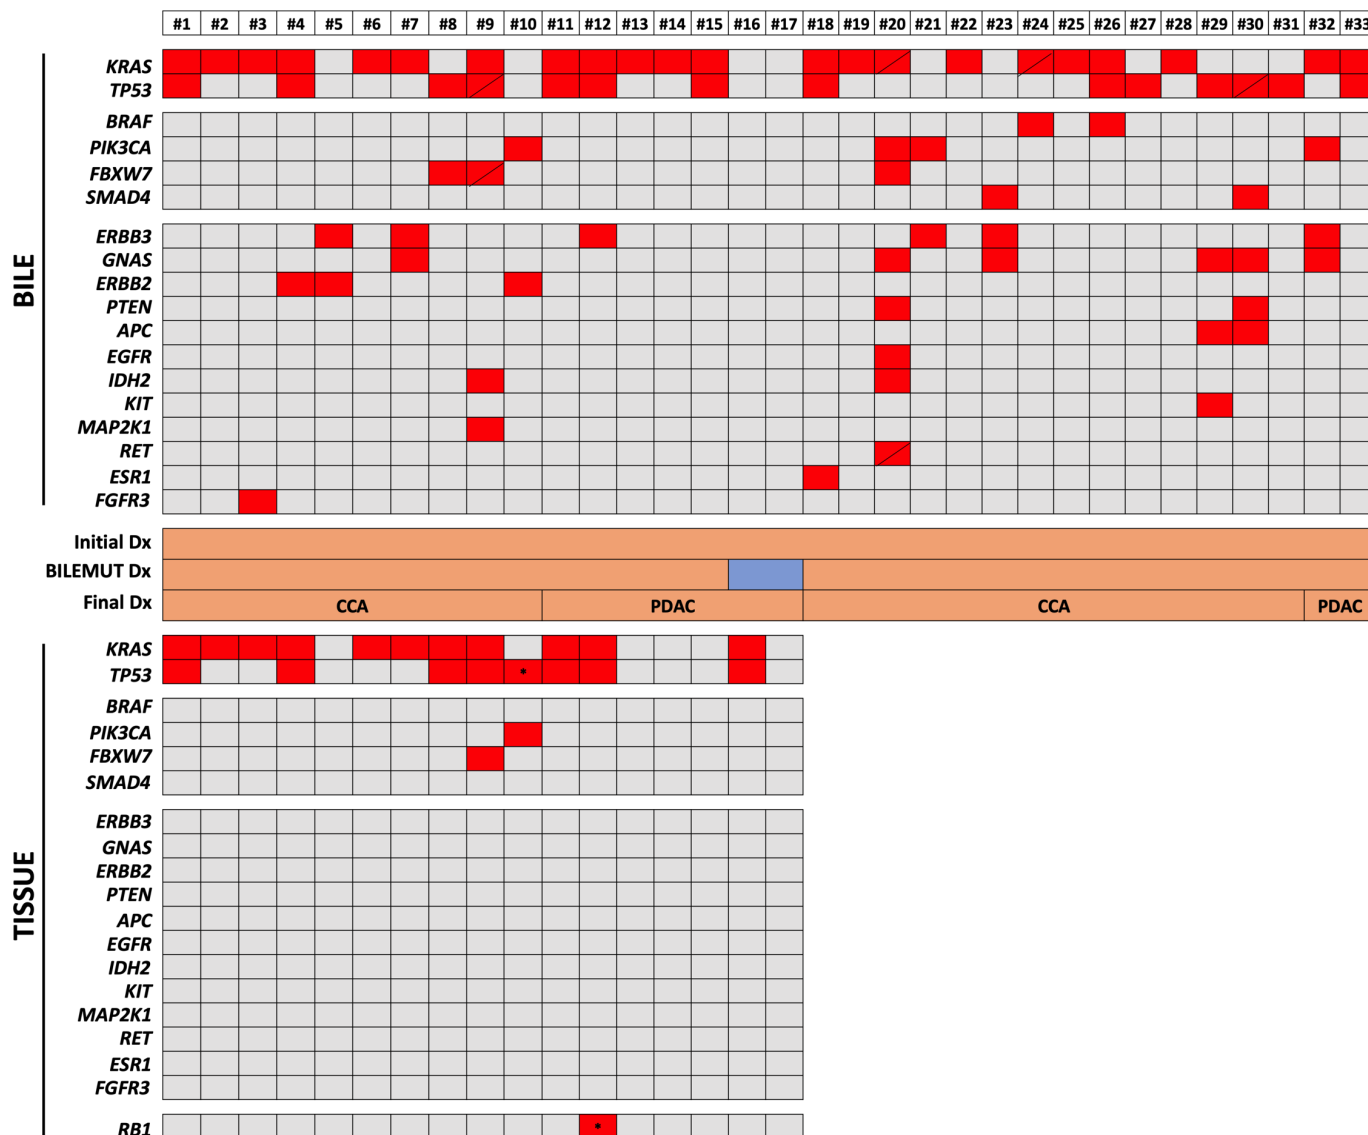 #1 #2 #3 #4 #5 #6 #7 #8 #9 #10 #11 #12 #13 #14 #15 #16 #17 #18 #19 #20 #21 #22 #23 #24 #25 #26 #27 #28 #29 #30 #31 #32 #33
BILE
KRAS
TP53
BRAF
PIK3CA
FBXW7
SMAD4
ERBB3
GNAS
ERBB2
PTEN
APC
EGFR
IDH2
KIT
MAP2K1
RET
ESR1
FGFR3
Initial Dx
BILEMUT Dx
Final Dx CCA PDAC CCA PDAC
TISSUE
KRAS
TP53 *
BRAF
PIK3CA
FBXW7
SMAD4
ERBB3
GNAS
ERBB2
PTEN
APC
EGFR
IDH2
KIT
MAP2K1
RET
ESR1
FGFR3
RB1 *